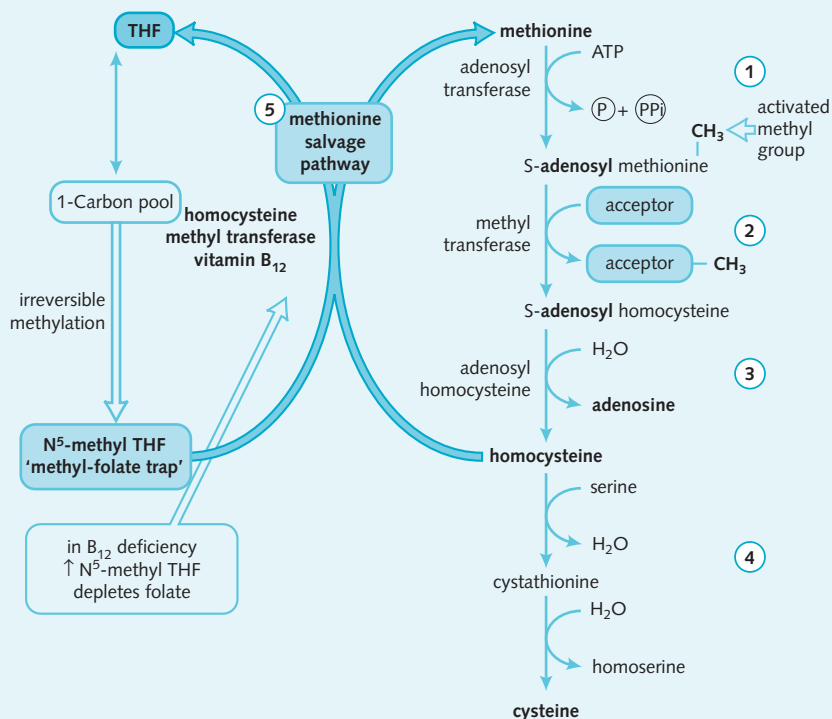 THF
5
methionine
salvage
pathway
1-Carbon pool
homocysteine
methyl transferase
vitamin B₁₂
irreversible
methylation
N⁵-methyl THF
'methyl-folate trap'
in B₁₂ deficiency
↑ N⁵-methyl THF
depletes folate
methionine
adenosyl
transferase
ATP
P + PPi
1
CH₃
activated
methyl
group
S-adenosyl methionine
methyl
transferase
acceptor
acceptor CH₃
2
S-adenosyl homocysteine
adenosyl
homocysteine
H₂O
adenosine
3
homocysteine
serine
H₂O
4
cystathionine
H₂O
homoserine
cysteine